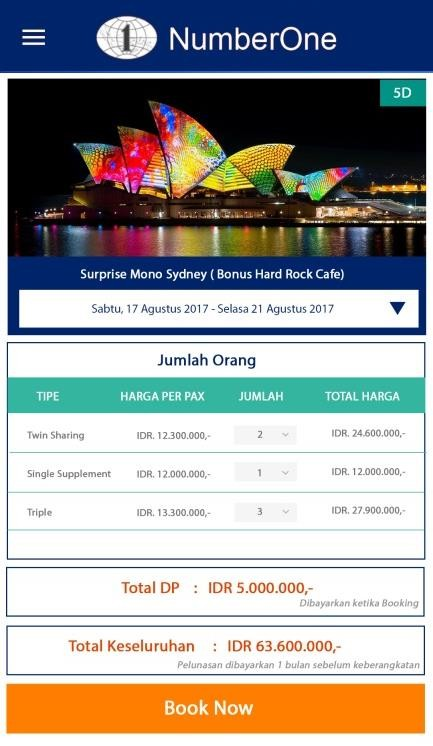 1 NumberOne
5D
Surprise Mono Sydney ( Bonus Hard Rock Cafe)
Sabtu, 17 Agustus 2017 - Selasa 21 Agustus 2017
Jumlah Orang
TIPE HARGA PER PAX JUMLAH TOTAL HARGA
Twin Sharing IDR. 12.300.000,- 2 IDR. 24.600.000,-
Single Supplement IDR. 12.000.000,- 1 IDR. 12.000.000,-
Triple IDR. 13.300.000,- 3 IDR. 27.900.000,-
Total DP : IDR 5.000.000,-
Dibayarkan ketika Booking
Total Keseluruhan : IDR 63.600.000,-
Pelunasan dibayarkan 1 bulan sebelum keberangkatan
Book Now